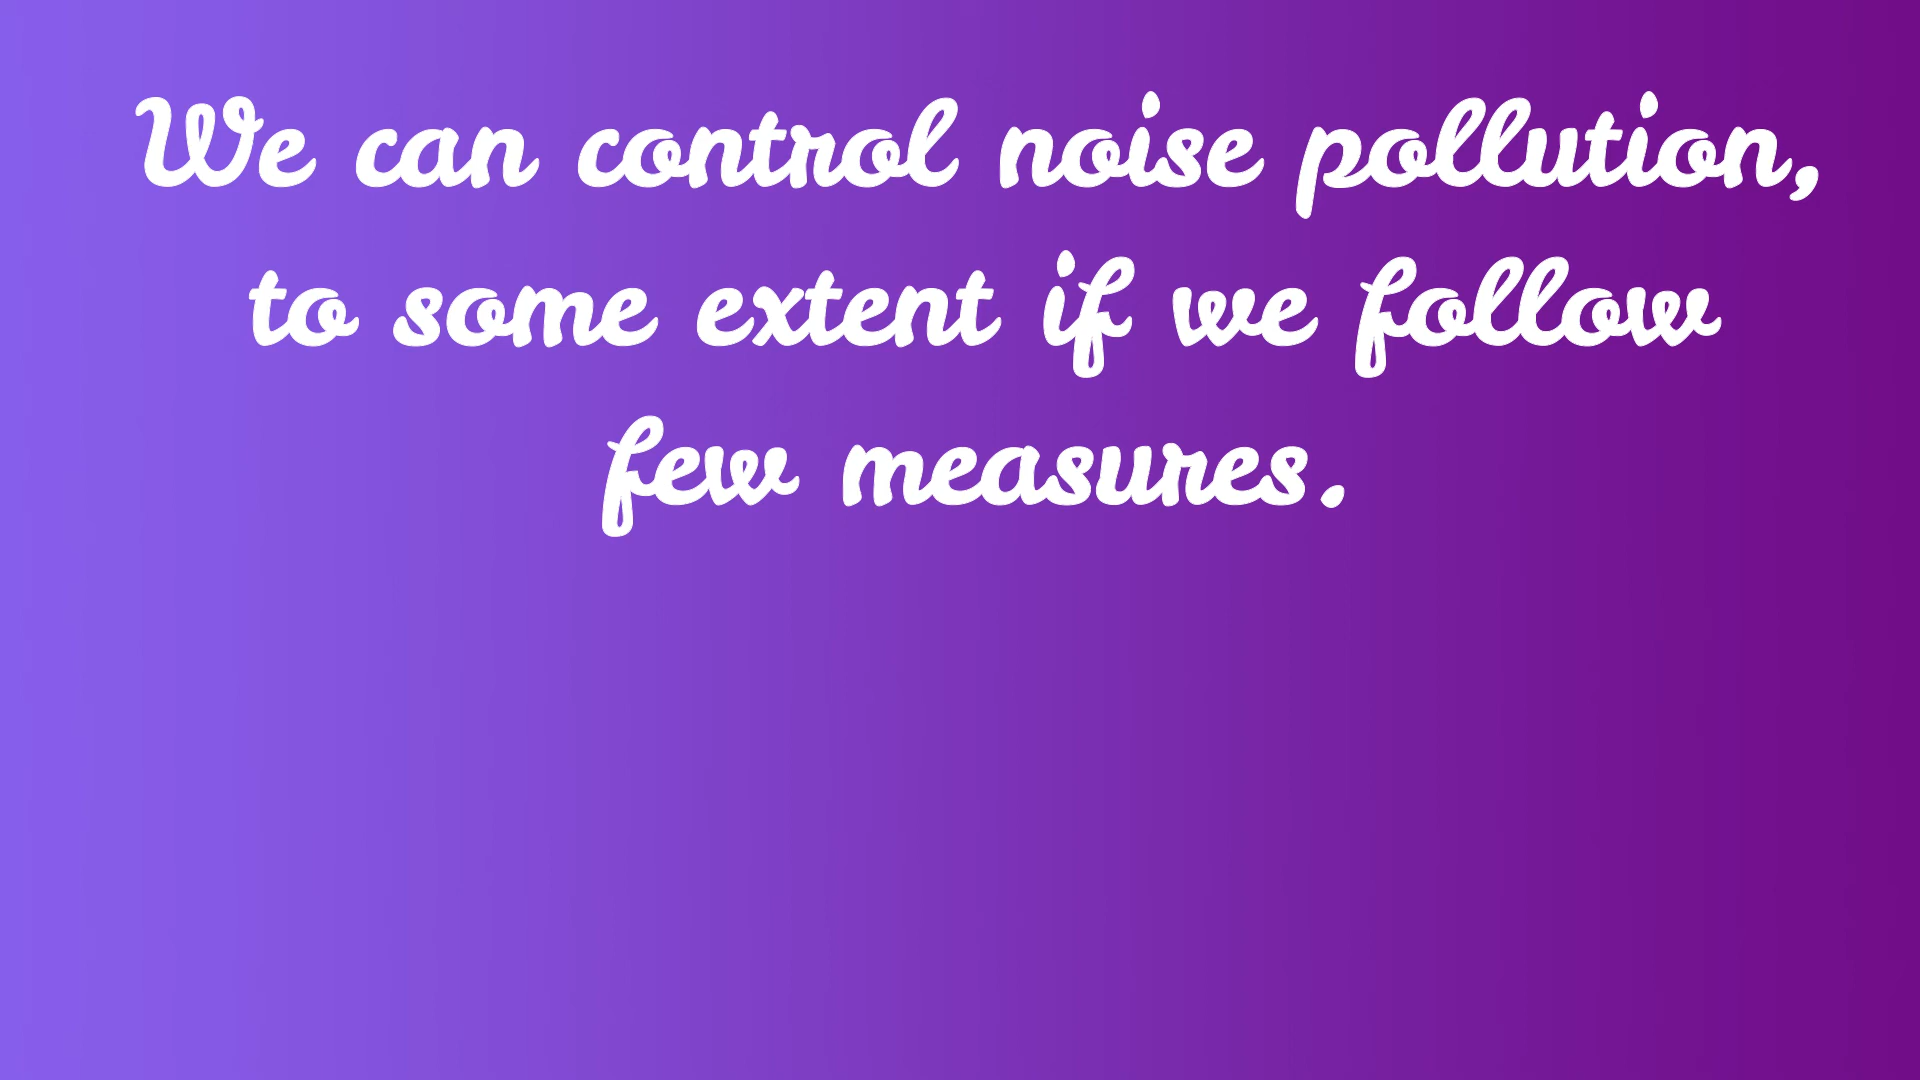 We can control noise pollution,
to some extent if we follow
few measures.